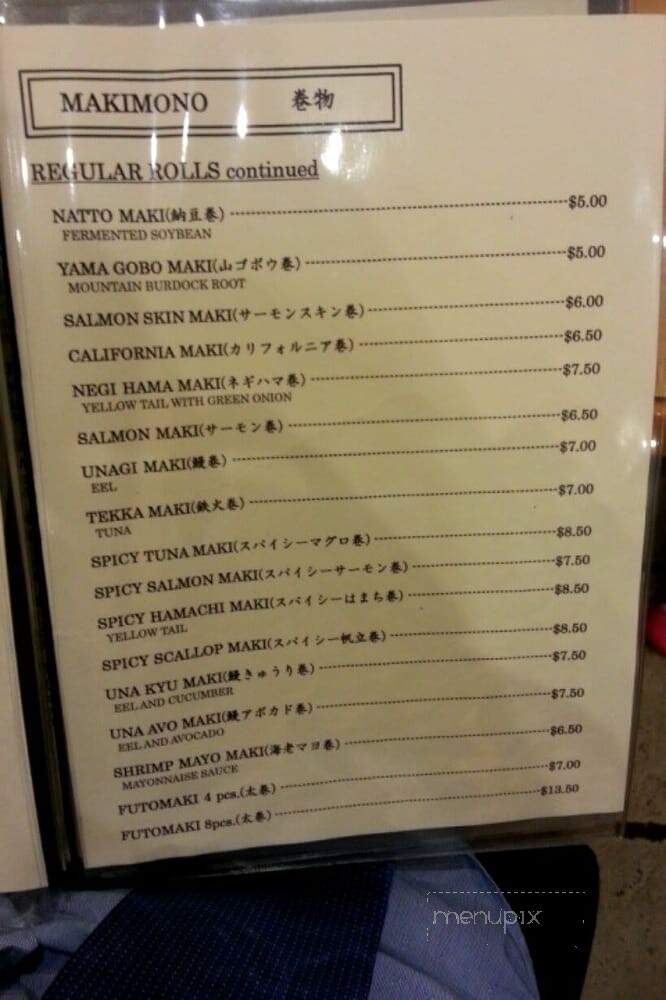 MAKIMONO 巻物
REGULAR ROLLS continued
NATTO MAKI(納豆巻) $5.00
FERMENTED SOYBEAN
YAMA GOBO MAKI(山ゴボウ巻) $5.00
MOUNTAIN BURDOCK ROOT
SALMON SKIN MAKI(サーモンスキン巻) $6.00
CALIFORNIA MAKI(カリフォルニア巻) $6.50
NEGI HAMA MAKI(ネギハマ巻) $7.50
YELLOW TAIL WITH GREEN ONION
SALMON MAKI(サーモン巻) $6.50
UNAGI MAKI(鰻巻) $7.00
EEL
TEKKA MAKI(鉄火巻) $7.00
TUNA
SPICY TUNA MAKI(スパイシーマグロ巻) $8.50
SPICY SALMON MAKI(スパイシーサーモン巻) $7.50
SPICY HAMACHI MAKI(スパイシーはまち巻) $8.50
YELLOW TAIL
SPICY SCALLOP MAKI(スパイシー帆立巻) $8.50
UNA KYU MAKI(鰻きゅうり巻) $7.50
EEL AND CUCUMBER
UNA AVO MAKI(鰻アボカド巻) $7.50
EEL AND AVOCADO
SHRIMP MAYO MAKI(海老マヨ巻) $6.50
MAYONNAISE SAUCE
FUTOMAKI 4 pcs.(太巻) $7.00
FUTOMAKI 8pcs.(太巻) $13.50
menupix